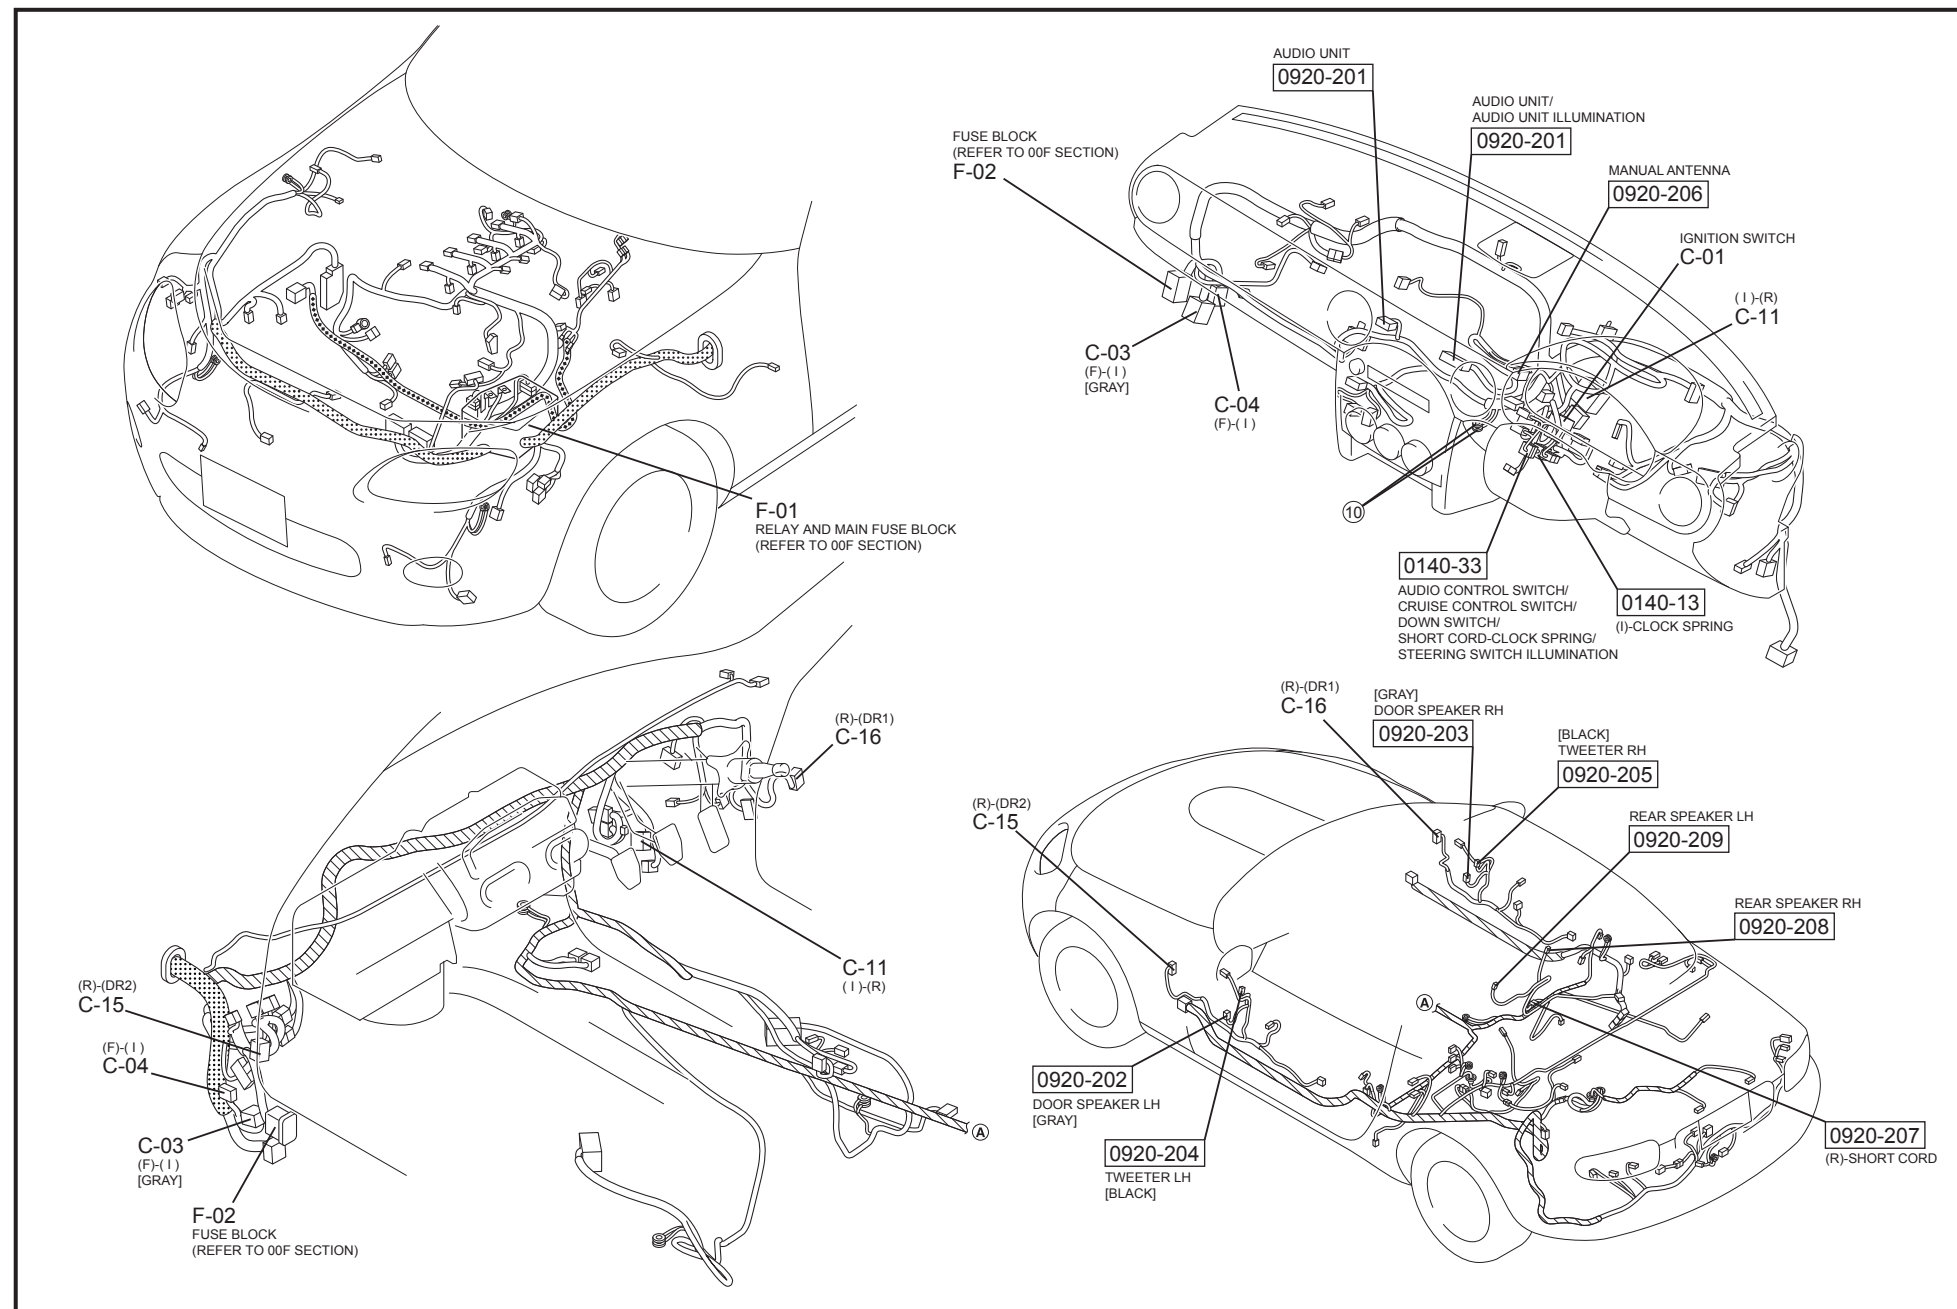 AUDIO UNIT
0920-201
AUDIO UNIT/
AUDIO UNIT ILLUMINATION
0920-201
FUSE BLOCK
(REFER TO 00F SECTION)
F-02
MANUAL ANTENNA
0920-206
IGNITION SWITCH
C-01
( I )-(R)
C-11
C-03
(F)-( I )
[GRAY]
C-04
(F)-( I )
10
F-01
RELAY AND MAIN FUSE BLOCK
(REFER TO 00F SECTION)
0140-33
AUDIO CONTROL SWITCH/
CRUISE CONTROL SWITCH/
DOWN SWITCH/
SHORT CORD-CLOCK SPRING/
STEERING SWITCH ILLUMINATION
0140-13
(I)-CLOCK SPRING
(R)-(DR1)
C-16
C-11
( I )-(R)
(R)-(DR2)
C-15
(F)-( I )
C-04
C-03
(F)-( I )
[GRAY]
F-02
FUSE BLOCK
(REFER TO 00F SECTION)
A
(R)-(DR1)
C-16
[GRAY]
DOOR SPEAKER RH
0920-203
[BLACK]
TWEETER RH
0920-205
(R)-(DR2)
C-15
REAR SPEAKER LH
0920-209
REAR SPEAKER RH
0920-208
A
0920-202
DOOR SPEAKER LH
[GRAY]
0920-204
TWEETER LH
[BLACK]
0920-207
(R)-SHORT CORD